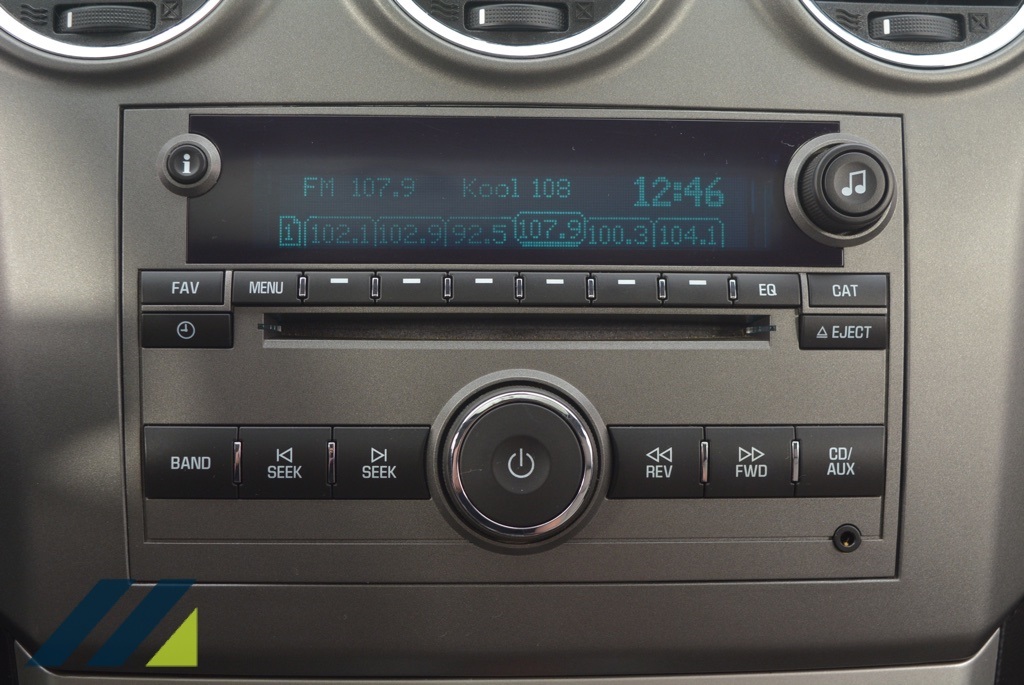 FM 107.9 Kool 108 12:46
1 102.1 102.9 92.5 107.9 100.3 104.1
FAV MENU EQ CAT
EJECT
BAND SEEK SEEK REV FWD CD/
AUX